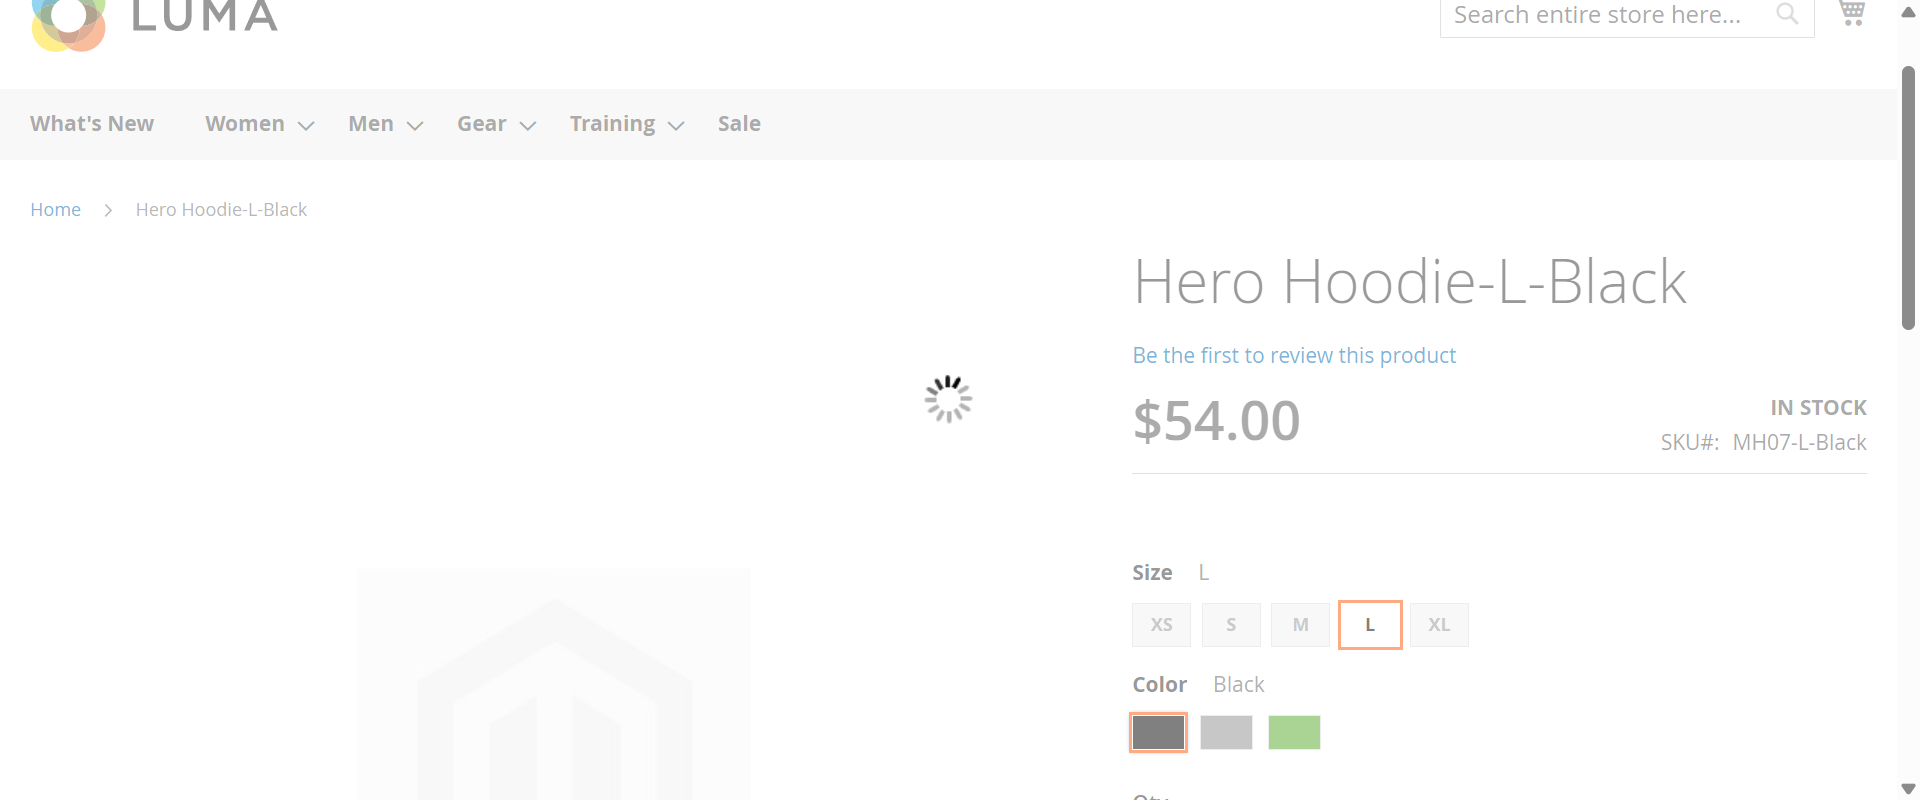 LUMA
Search entire store here...
What's New Women Men Gear Training Sale
Home Hero Hoodie-L-Black
Hero Hoodie-L-Black
Be the first to review this product
$54.00
IN STOCK
SKU#: MH07-L-Black
Size L
XS S M L XL
Color Black